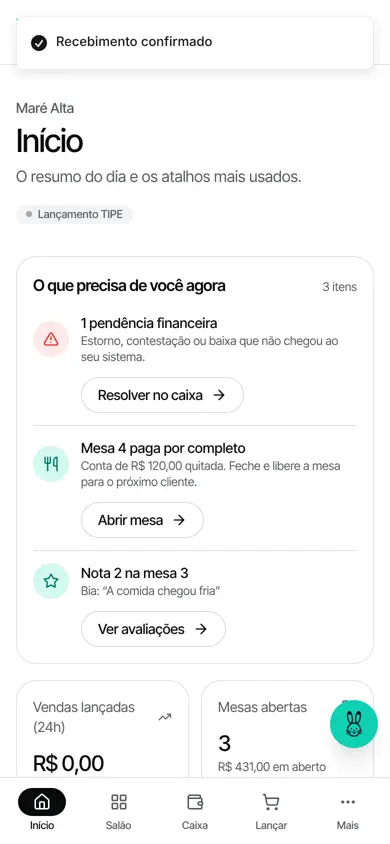 Recebimento confirmado
Maré Alta
Início
O resumo do dia e os atalhos mais usados.
Lançamento TIPE
O que precisa de você agora
3 itens
1 pendência financeira
Estorno, contestação ou baixa que não chegou ao
seu sistema.
Resolver no caixa
Mesa 4 paga por completo
Conta de R$ 120,00 quitada. Feche e libere a mesa
para o próximo cliente.
Abrir mesa
Nota 2 na mesa 3
Bia: “A comida chegou fria”
Ver avaliações
Vendas lançadas
(24h)
R$ 0,00
Mesas abertas
3
R$ 431,00 em aberto
Início
Salão
Caixa
Lançar
Mais